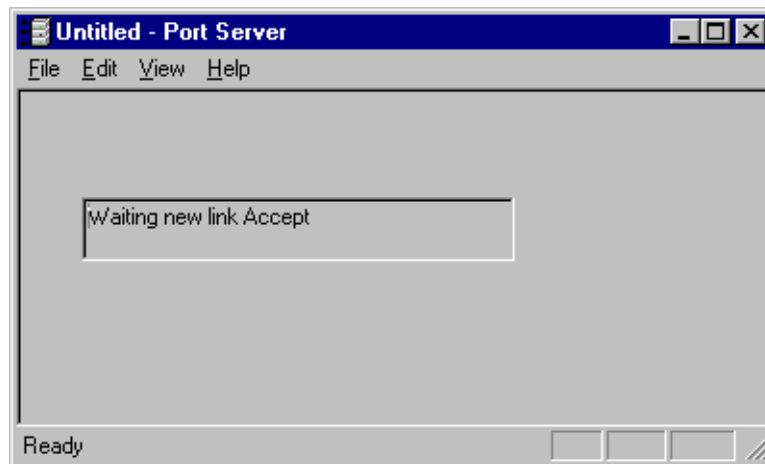 Untitled - Port Server
File Edit View Help
Waiting new link Accept
Ready